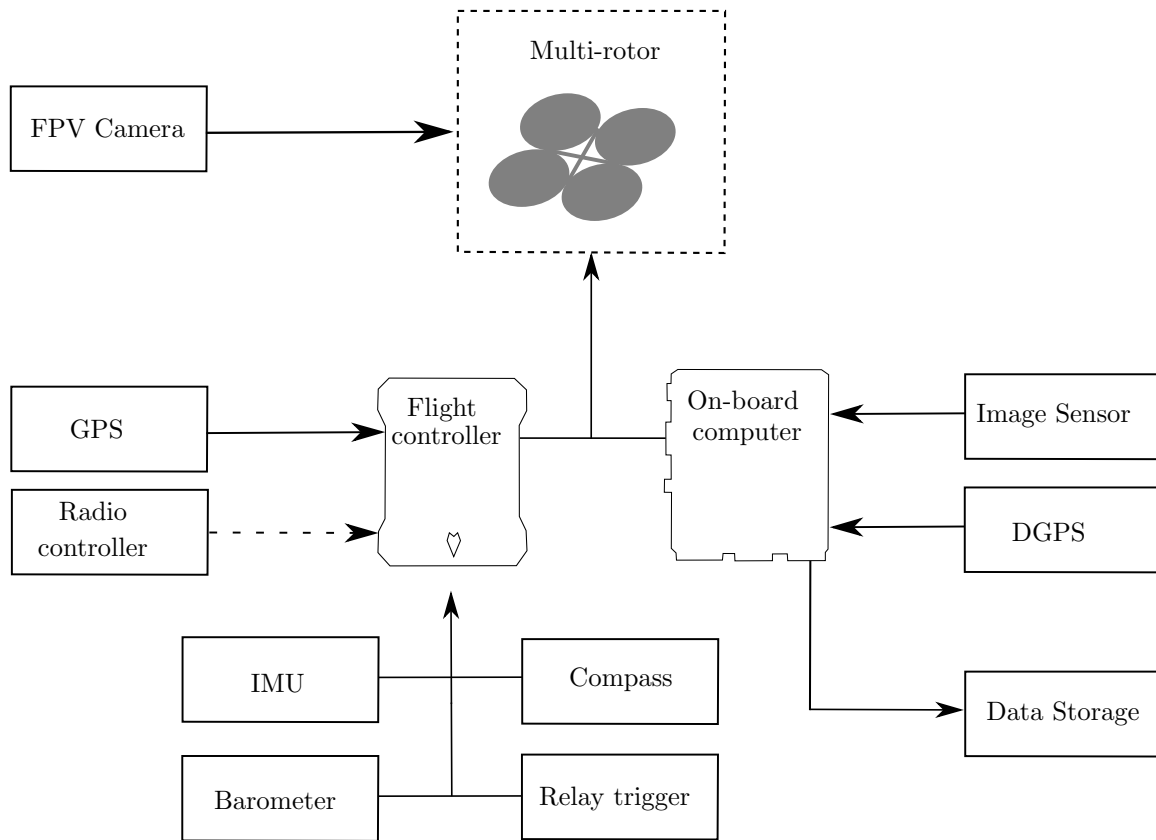 Multi-rotor
FPV Camera
GPS
Flight
controller
On-board
computer
Image Sensor
Radio
controller
DGPS
IMU
Compass
Data Storage
Barometer
Relay trigger